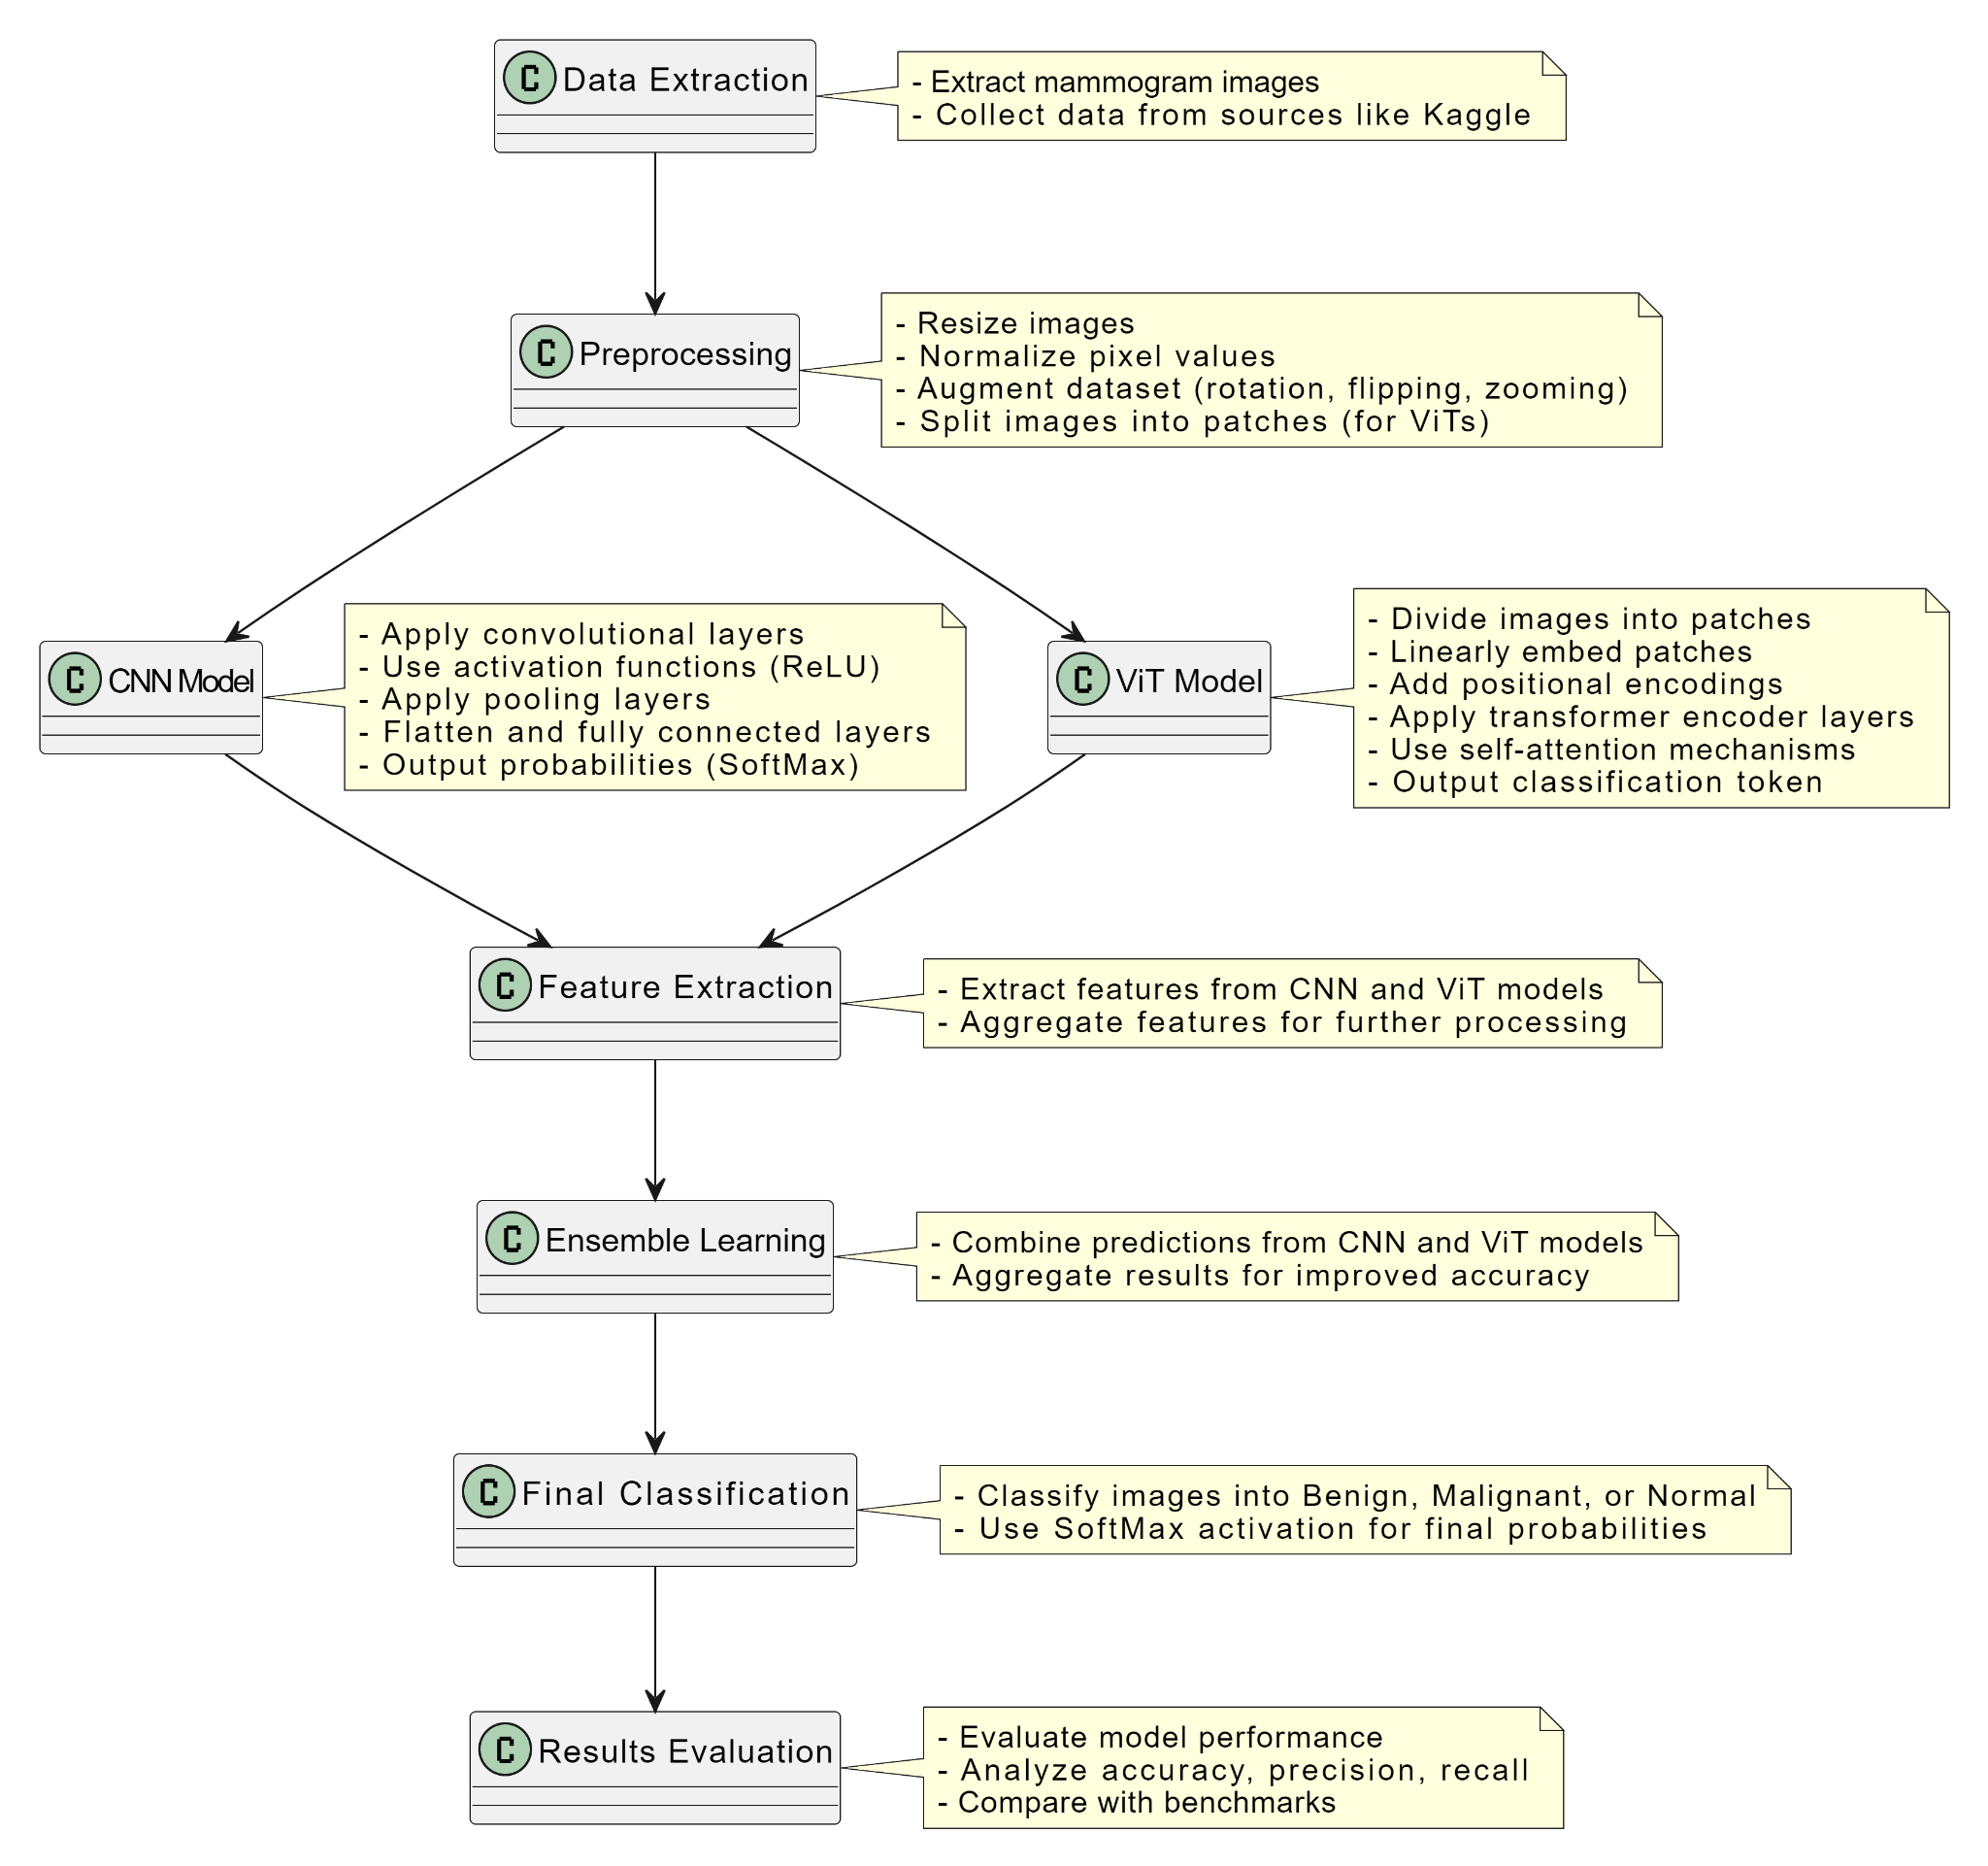 C Data Extraction
- Extract mammogram images
- Collect data from sources like Kaggle
C Preprocessing
- Resize images
- Normalize pixel values
- Augment dataset (rotation, flipping, zooming)
- Split images into patches (for ViTs)
C CNN Model
- Apply convolutional layers
- Use activation functions (ReLU)
- Apply pooling layers
- Flatten and fully connected layers
- Output probabilities (SoftMax)
C ViT Model
- Divide images into patches
- Linearly embed patches
- Add positional encodings
- Apply transformer encoder layers
- Use self-attention mechanisms
- Output classification token
C Feature Extraction
- Extract features from CNN and ViT models
- Aggregate features for further processing
C Ensemble Learning
- Combine predictions from CNN and ViT models
- Aggregate results for improved accuracy
C Final Classification
- Classify images into Benign, Malignant, or Normal
- Use SoftMax activation for final probabilities
C Results Evaluation
- Evaluate model performance
- Analyze accuracy, precision, recall
- Compare with benchmarks